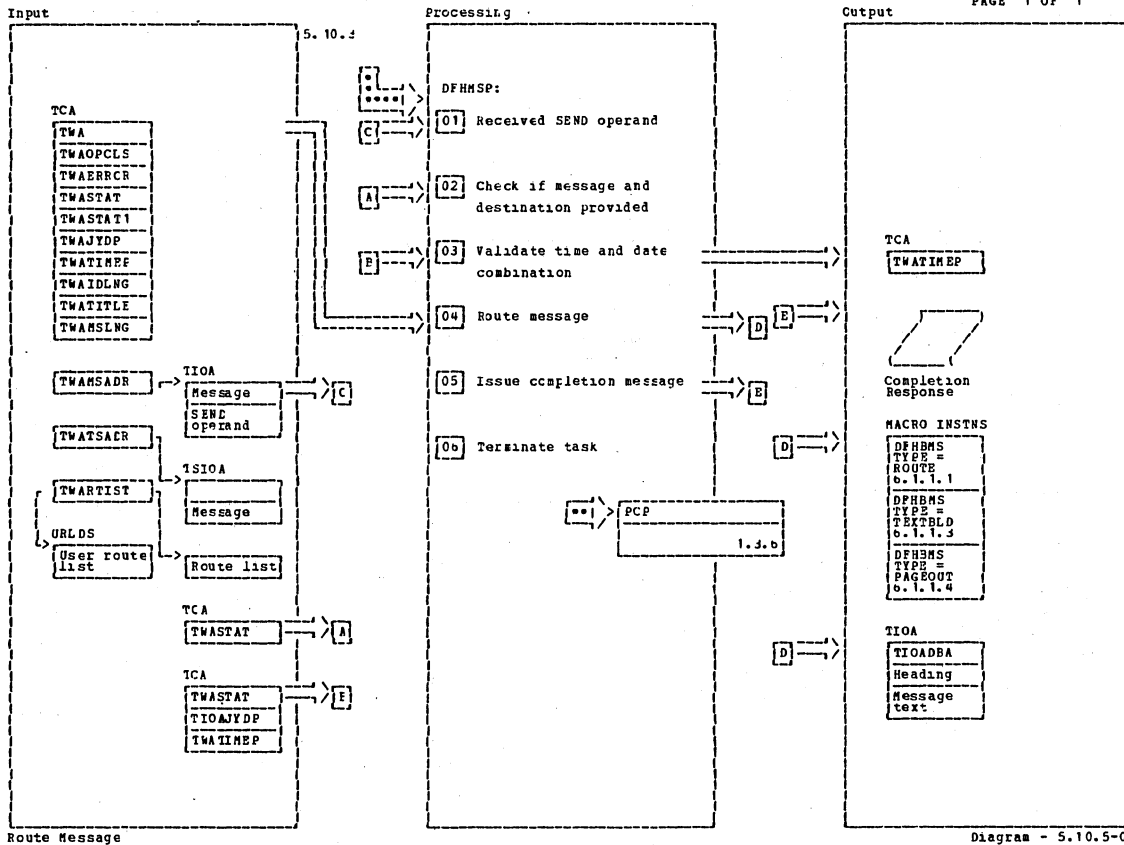 PAGE 1 OF 1
Input
Processing
Output
5.10.3
DFHMSP:
TCA
TWA
TWAOPCLS
TWAERRCR
TWASTAT
TWASTAT1
TWAJYDP
TWATIMEP
TWAIDLNG
TWATITLE
TWAMSLNG
C
01 Received SEND operand
A
02 Check if message and
destination provided
B
03 Validate time and date
combination
TCA
TWATIMEP
04 Route message
D
E
Completion
Response
TWAMSADR
TIOA
Message
SEND
operand
C
05 Issue completion message
E
TWATSADR
06 Terminate task
D
MACRO INSTNS
DFHBMS
TYPE =
ROUTE
6.1.1.1
DFHBMS
TYPE =
TEXTBLD
6.1.1.3
DFHBMS
TYPE =
PAGEOUT
6.1.1.4
TSIOA
Message
TWARTIST
PCP
1.3.6
URLDS
User route
list
Route list
TCA
TWASTAT
A
TIOA
D
TIOADBA
Heading
Message
text
TCA
TWASTAT
B
TIOAJYDP
TWATIMEP
Route Message
Diagram - 5.10.5-0